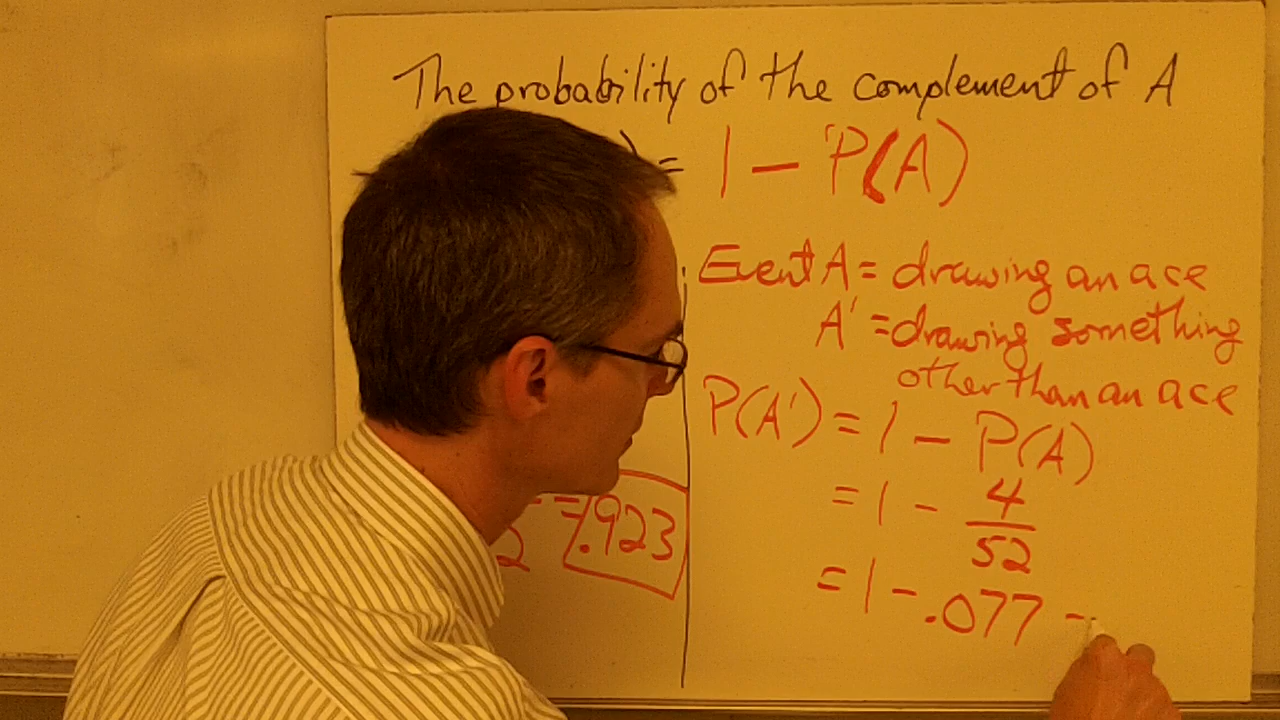 The probability of the complement of A
) = 1 - P(A)
Event A = drawing an ace
A' = drawing something
other than an ace
P(A') = 1 - P(A)
= 1 - 4/52
= 1 - .077 -
2 = .923